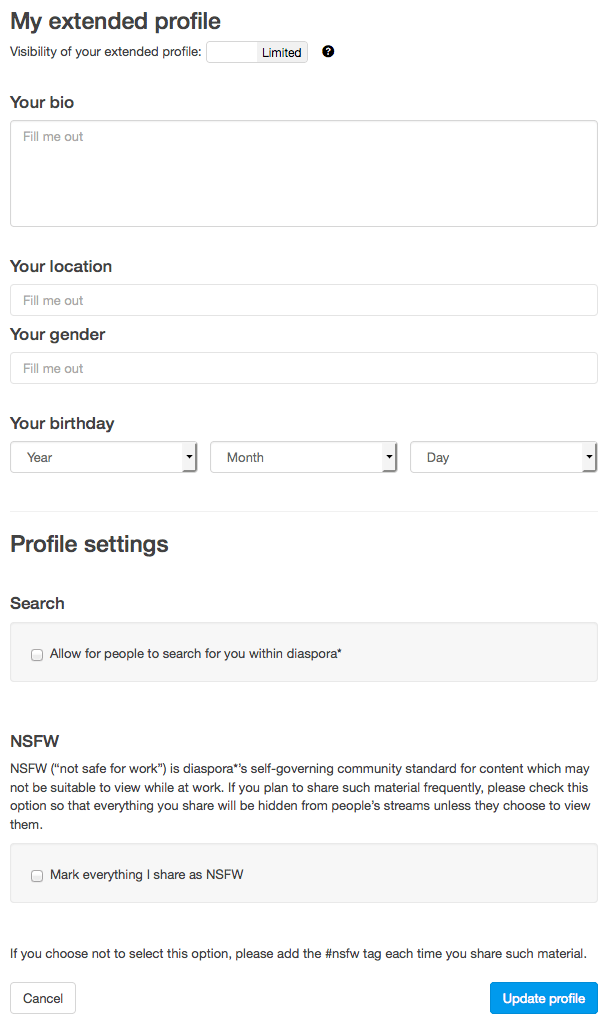 My extended profile
Visibility of your extended profile: Limited
Your bio
Fill me out
Your location
Fill me out
Your gender
Fill me out
Your birthday
Year Month Day
Profile settings
Search
Allow for people to search for you within diaspora*
NSFW
NSFW (“not safe for work”) is diaspora*’s self-governing community standard for content which may
not be suitable to view while at work. If you plan to share such material frequently, please check this
option so that everything you share will be hidden from people’s streams unless they choose to view
them.
Mark everything I share as NSFW
If you choose not to select this option, please add the #nsfw tag each time you share such material.
Cancel Update profile